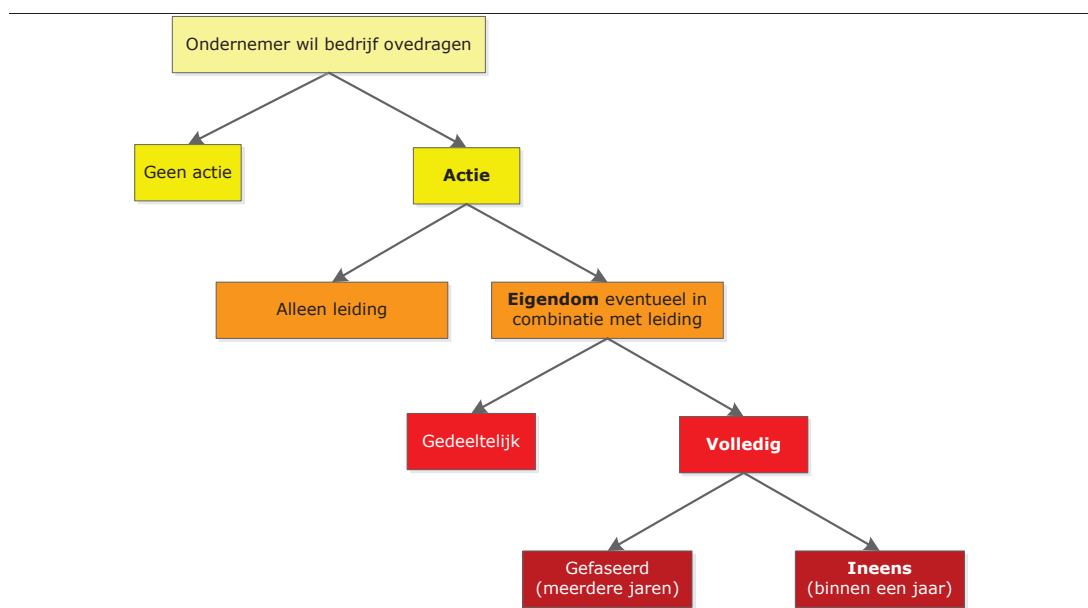 Ondernemer wil bedrijf ovedragen
Geen actie
Actie
Alleen leiding
Eigendom eventueel in
combinatie met leiding
Gedeeltelijk
Volledig
Gefaseerd
(meerdere jaren)
Ineens
(binnen een jaar)